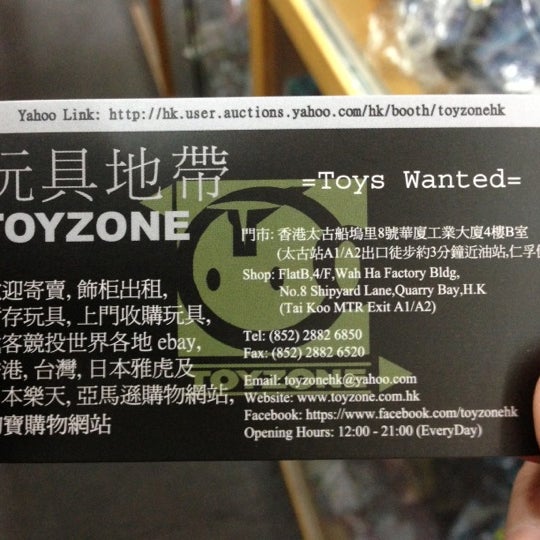 Yahoo Link: http://hk.user.auctions.yahoo.com/hk/booth/toyzonehk
玩具地帶
TOYZONE
=Toys Wanted=
門市: 香港太古船塢里8號華廈工業大廈4樓B室
(太古站A1/A2出口徒步約3分鐘近油站,仁孚
Shop: FlatB,4/F,Wah Ha Factory Bldg,
No.8 Shipyard Lane,Quarry Bay,H.K
(Tai Koo MTR Exit A1/A2)
Tel: (852) 2882 6850
Fax: (852) 2882 6520
Email: toyzonehk@yahoo.com
Website: www.toyzone.com.hk
Facebook: https://www.facebook.com/toyzonehk
Opening Hours: 12:00 - 21:00 (EveryDay)
迎寄賣, 飾柜出租,
存玩具, 上門收購玩具,
客競投世界各地 ebay,
港, 台灣, 日本雅虎及
本樂天, 亞馬遜購物網站,
寶購物網站
TOYZONE